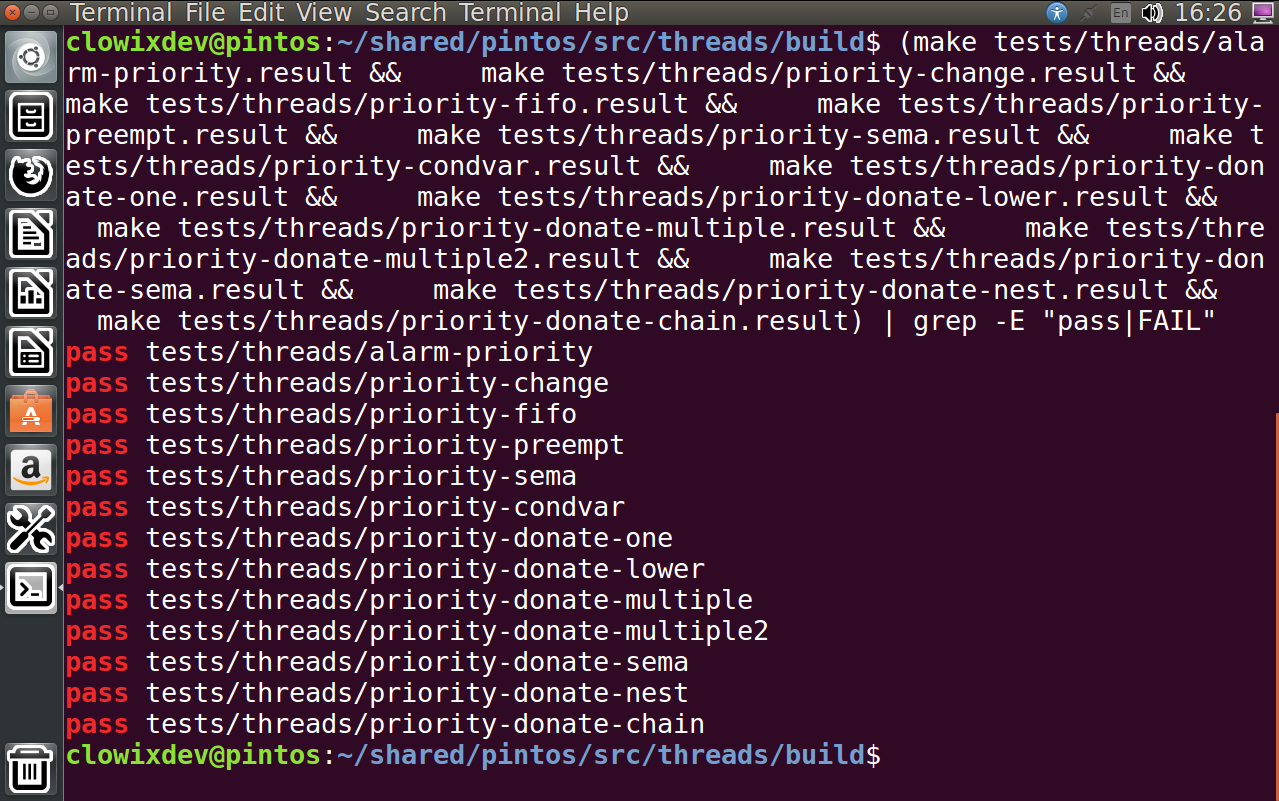 Terminal File Edit View Search Terminal Help En 16:26
clowixdev@pintos:~/shared/pintos/src/threads/build$ (make tests/threads/ala
rm-priority.result &&     make tests/threads/priority-change.result &&
make tests/threads/priority-fifo.result &&     make tests/threads/priority-
preempt.result &&     make tests/threads/priority-sema.result &&     make t
ests/threads/priority-condvar.result &&     make tests/threads/priority-don
ate-one.result &&     make tests/threads/priority-donate-lower.result &&
  make tests/threads/priority-donate-multiple.result &&     make tests/thre
ads/priority-donate-multiple2.result &&     make tests/threads/priority-don
ate-sema.result &&     make tests/threads/priority-donate-nest.result &&
  make tests/threads/priority-donate-chain.result) | grep -E "pass|FAIL"
pass tests/threads/alarm-priority
pass tests/threads/priority-change
pass tests/threads/priority-fifo
pass tests/threads/priority-preempt
pass tests/threads/priority-sema
pass tests/threads/priority-condvar
pass tests/threads/priority-donate-one
pass tests/threads/priority-donate-lower
pass tests/threads/priority-donate-multiple
pass tests/threads/priority-donate-multiple2
pass tests/threads/priority-donate-sema
pass tests/threads/priority-donate-nest
pass tests/threads/priority-donate-chain
clowixdev@pintos:~/shared/pintos/src/threads/build$